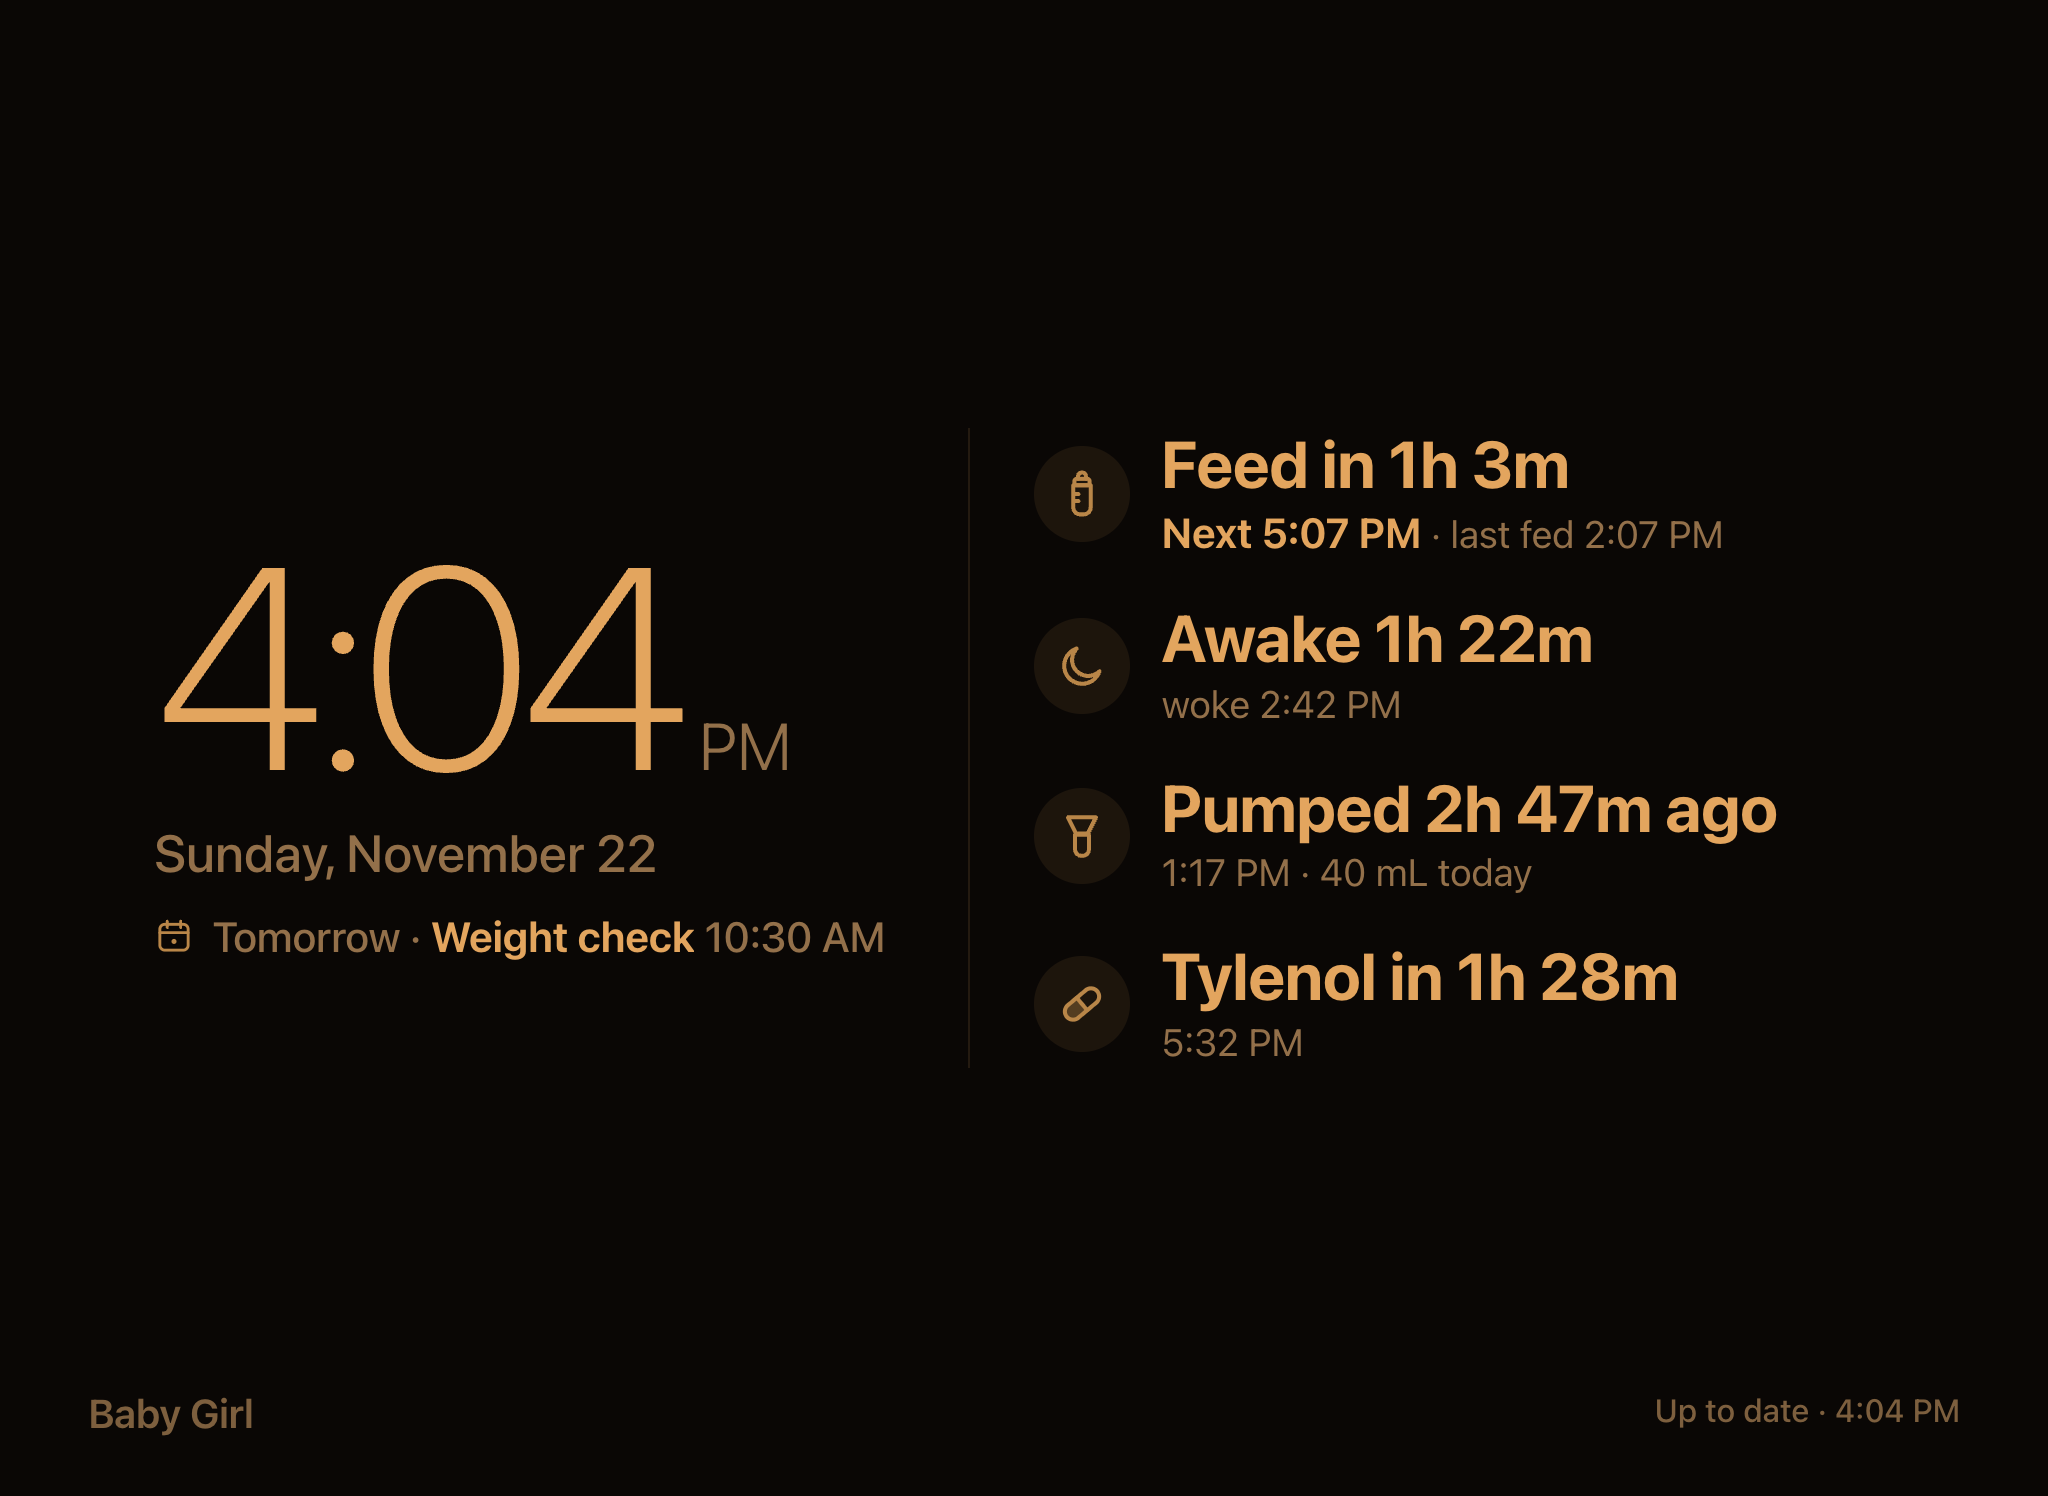 4:04 PM
Sunday, November 22
Tomorrow · Weight check 10:30 AM
Feed in 1h 3m
Next 5:07 PM · last fed 2:07 PM
Awake 1h 22m
woke 2:42 PM
Pumped 2h 47m ago
1:17 PM · 40 mL today
Tylenol in 1h 28m
5:32 PM
Baby Girl
Up to date · 4:04 PM